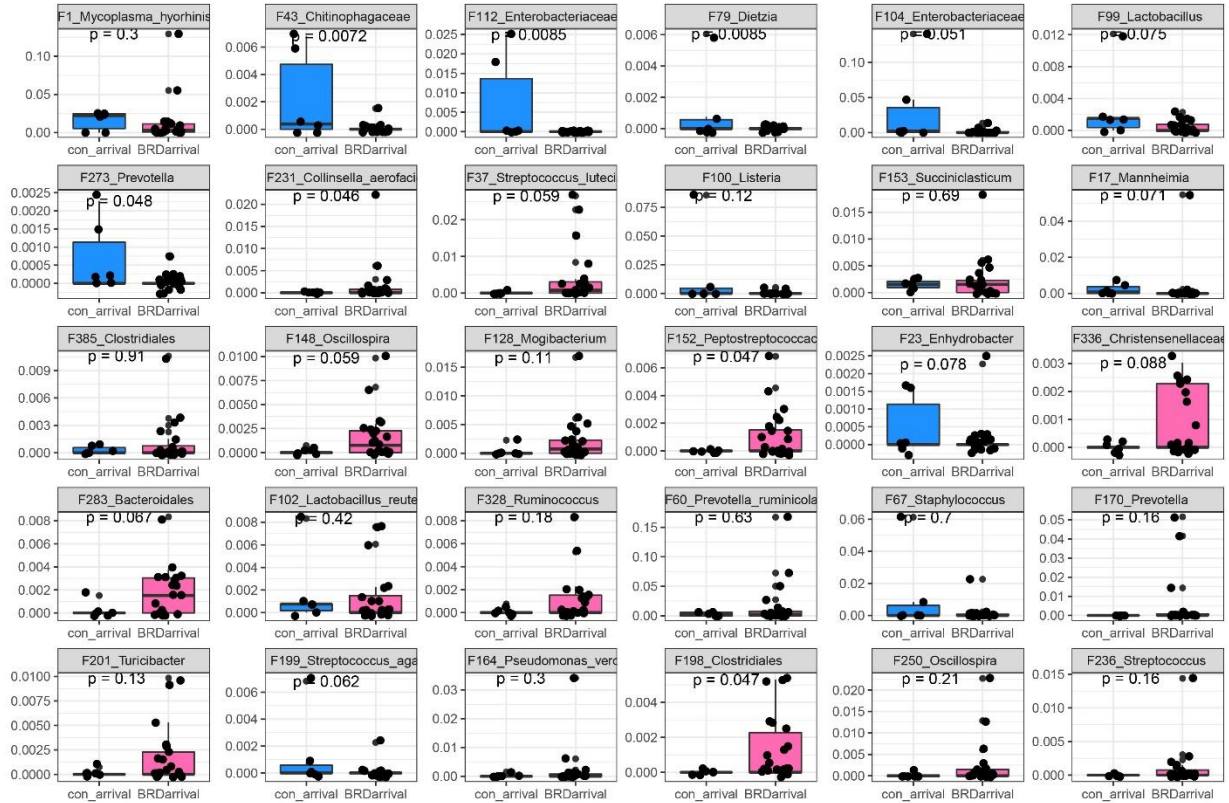 F1_Mycoplasma_hyorhinis F43_Chitinophagaceae F112_Enterobacteriaceae F79_Dietzia F104_Enterobacteriaceae F99_Lactobacillus
p = 0.3 p = 0.0072 p = 0.0085 p = 0.0085 p = 0.051 p = 0.075
0.10 0.006 0.025 0.006 0.10 0.012
0.05 0.004 0.020 0.004 0.05 0.009
0.00 0.002 0.015 0.002 0.00 0.006
0.000 0.010 0.000 0.003
0.005 0.000
0.000
con_arrival BRDarrival con_arrival BRDarrival con_arrival BRDarrival con_arrival BRDarrival con_arrival BRDarrival con_arrival BRDarrival
F273_Prevotella F231_Collinsella_aerofaci F37_Streptococcus_luteci F100_Listeria F153_Succiniclasticum F17_Mannheimia
p = 0.048 p = 0.046 p = 0.059 p = 0.12 p = 0.69 p = 0.071
0.0025 0.020 0.02 0.08 0.015 0.04
0.0020 0.015 0.01 0.06 0.010 0.02
0.0015 0.010 0.00 0.04 0.005 0.00
0.0010 0.005 0.02 0.000
0.0005 0.000 0.00
0.0000
con_arrival BRDarrival con_arrival BRDarrival con_arrival BRDarrival con_arrival BRDarrival con_arrival BRDarrival con_arrival BRDarrival
F385_Clostridiales F148_Oscillospira F128_Mogibacterium F152_Peptostreptococcac F23_Enhydrobacter F336_Christensenellaceae
p = 0.91 p = 0.059 p = 0.11 p = 0.047 p = 0.078 p = 0.088
0.009 0.0100 0.015 0.006 0.0025 0.003
0.006 0.0075 0.010 0.004 0.0020 0.002
0.003 0.0050 0.005 0.002 0.0015 0.001
0.000 0.0025 0.000 0.000 0.0010 0.000
0.0000 0.0005
0.0000
con_arrival BRDarrival con_arrival BRDarrival con_arrival BRDarrival con_arrival BRDarrival con_arrival BRDarrival con_arrival BRDarrival
F283_Bacteroidales F102_Lactobacillus_reute F328_Ruminococcus F60_Prevotella_ruminicola F67_Staphylococcus F170_Prevotella
p = 0.067 p = 0.42 p = 0.18 p = 0.63 p = 0.7 p = 0.16
0.008 0.008 0.008 0.15 0.06 0.05
0.006 0.006 0.006 0.10 0.04 0.04
0.004 0.004 0.004 0.05 0.02 0.03
0.002 0.002 0.002 0.00 0.00 0.02
0.000 0.000 0.000 0.01
0.00
con_arrival BRDarrival con_arrival BRDarrival con_arrival BRDarrival con_arrival BRDarrival con_arrival BRDarrival con_arrival BRDarrival
F201_Turicibacter F199_Streptococcus_aga F164_Pseudomonas_verc F198_Clostridiales F250_Oscillospira F236_Streptococcus
p = 0.13 p = 0.062 p = 0.3 p = 0.047 p = 0.21 p = 0.16
0.0100 0.006 0.03 0.004 0.020 0.015
0.0075 0.004 0.02 0.002 0.015 0.010
0.0050 0.002 0.01 0.000 0.010 0.005
0.0025 0.000 0.00 0.005 0.000
0.0000 0.000
con_arrival BRDarrival con_arrival BRDarrival con_arrival BRDarrival con_arrival BRDarrival con_arrival BRDarrival con_arrival BRDarrival